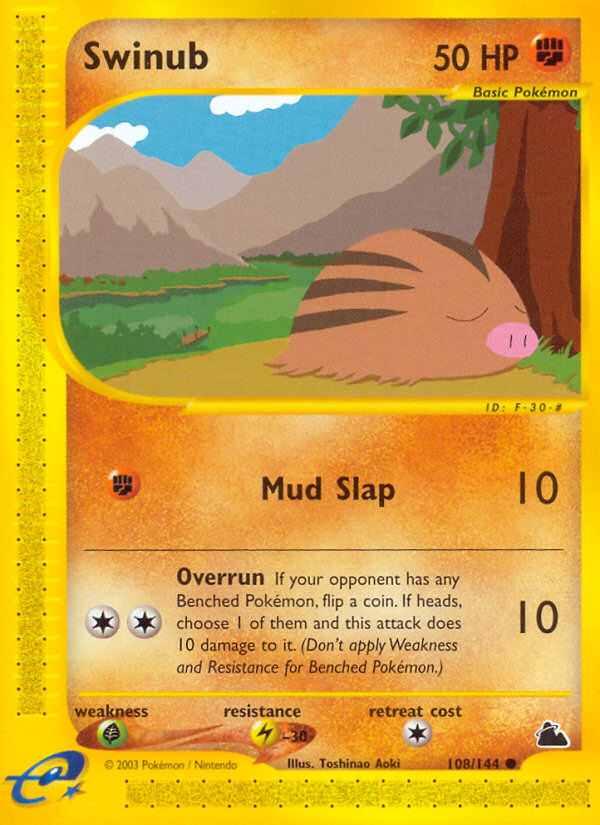 Swinub
50 HP
Basic Pokémon
ID: F-30-#
Mud Slap 10
Overrun If your opponent has any
Benched Pokémon, flip a coin. If heads,
choose 1 of them and this attack does
10 damage to it. (Don't apply Weakness
and Resistance for Benched Pokémon.)
10
weakness resistance retreat cost
–30
© 2003 Pokémon / Nintendo Illus. Toshinao Aoki 108/144